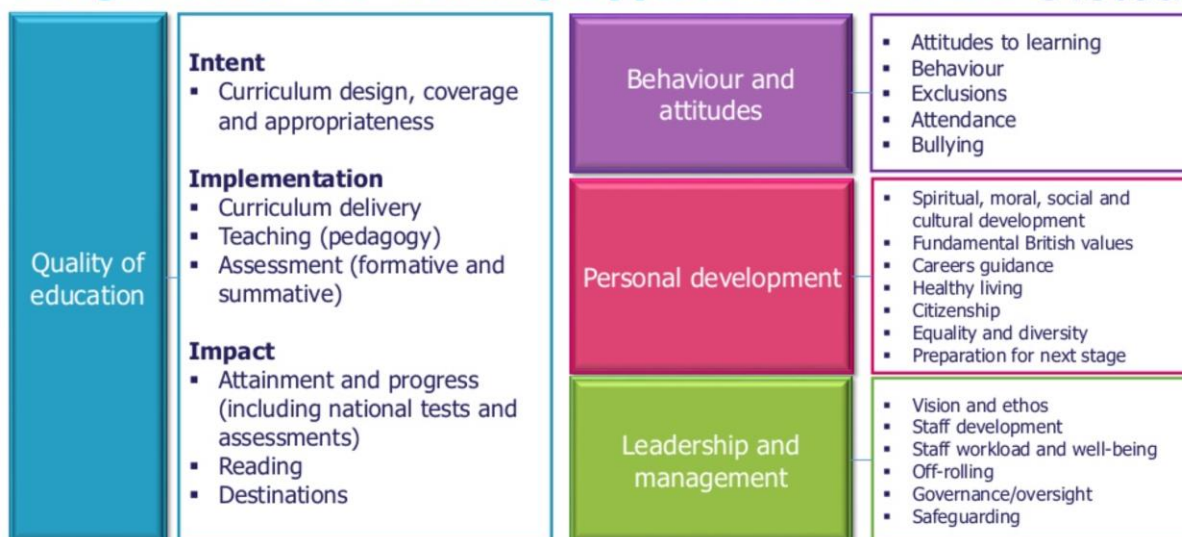 Quality of
education
Intent
▪ Curriculum design, coverage
and appropriateness
Implementation
▪ Curriculum delivery
▪ Teaching (pedagogy)
▪ Assessment (formative and
summative)
Impact
▪ Attainment and progress
(including national tests and
assessments)
▪ Reading
▪ Destinations
Behaviour and
attitudes
▪ Attitudes to learning
▪ Behaviour
▪ Exclusions
▪ Attendance
▪ Bullying
Personal development
▪ Spiritual, moral, social and
cultural development
▪ Fundamental British values
▪ Careers guidance
▪ Healthy living
▪ Citizenship
▪ Equality and diversity
▪ Preparation for next stage
Leadership and
management
▪ Vision and ethos
▪ Staff development
▪ Staff workload and well-being
▪ Off-rolling
▪ Governance/oversight
▪ Safeguarding